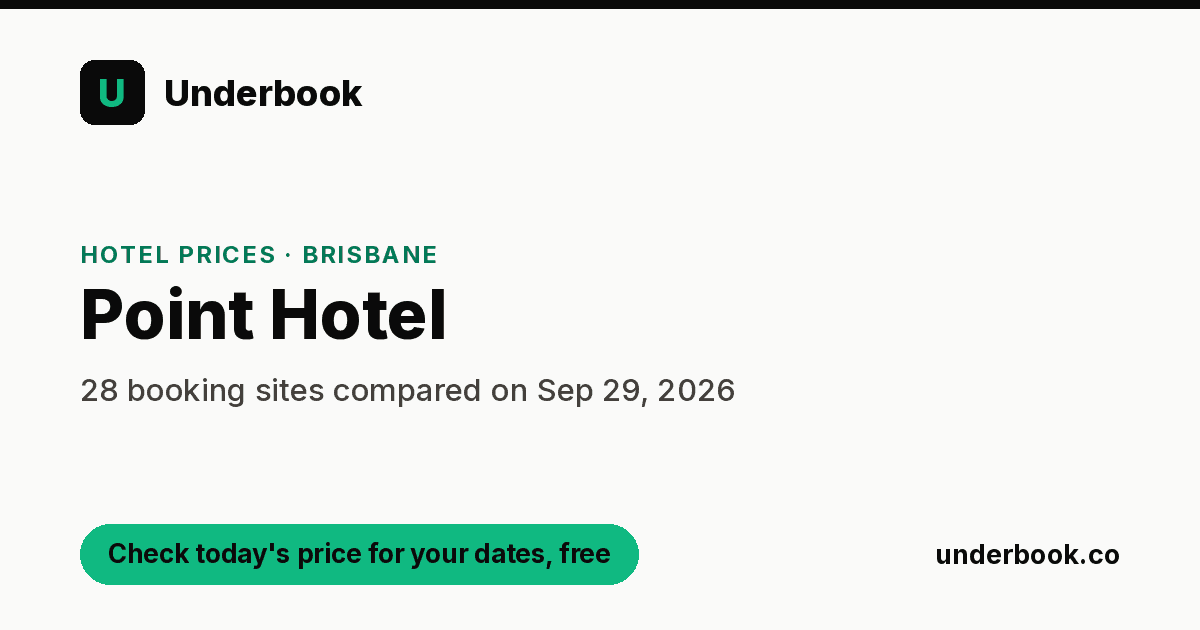 U Underbook
HOTEL PRICES · BRISBANE
Point Hotel
28 booking sites compared on Sep 29, 2026
Check today's price for your dates, free
underbook.co